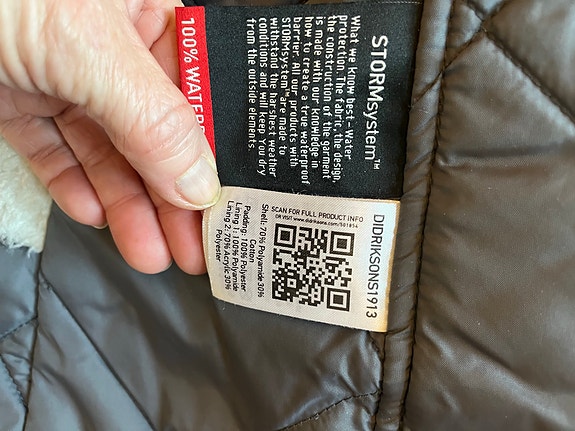 STORMsystem™
What we know best - Water
protection. The fabric, the design,
the construction of the garment
is made with our knowledge in
how to create a true waterproof
barrier. All our products with
STORMsystem™ are made to
withstand the harshest weather
conditions and will keep You dry
from the outside elements.
100% WATERP
DIDRIKSONS1913
SCAN FOR FULL PRODUCT INFO
OR VISIT www.didriksons.com/501854
Shell: 70% Polyamide 30%
Cotton
Padding: 100% Polyester
Lining 1: 100% Polyamide
Lining 2: 70% Acrylic 30%
Polyester